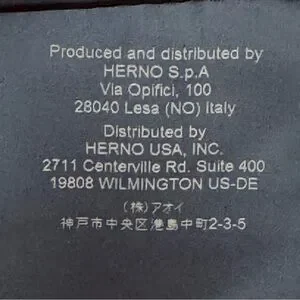 Produced and distributed by
HERNO S.p.A
Via Opifici, 100
28040 Lesa (NO) Italy
Distributed by
HERNO USA, INC.
2711 Centerville Rd. Suite 400
19808 WILMINGTON US-DE
(株)アオイ
神戸市中央区港島中町2-3-5